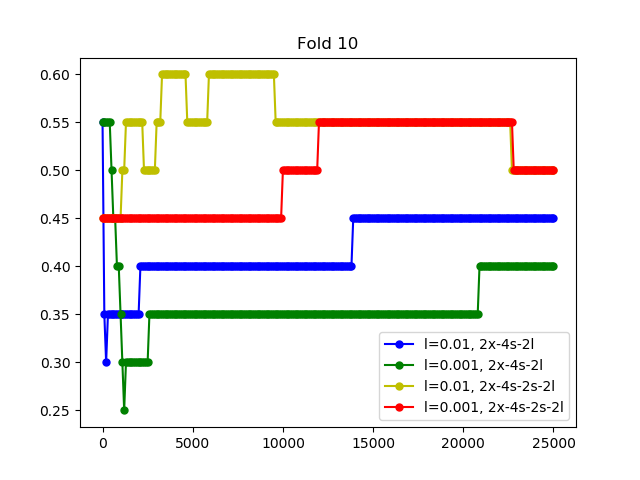 Fold 10
0.60
0.55
0.50
0.45
0.40
0.35
0.30
0.25
0 5000 10000 15000 20000 25000
l=0.01, 2x-4s-2l
l=0.001, 2x-4s-2l
l=0.01, 2x-4s-2s-2l
l=0.001, 2x-4s-2s-2l